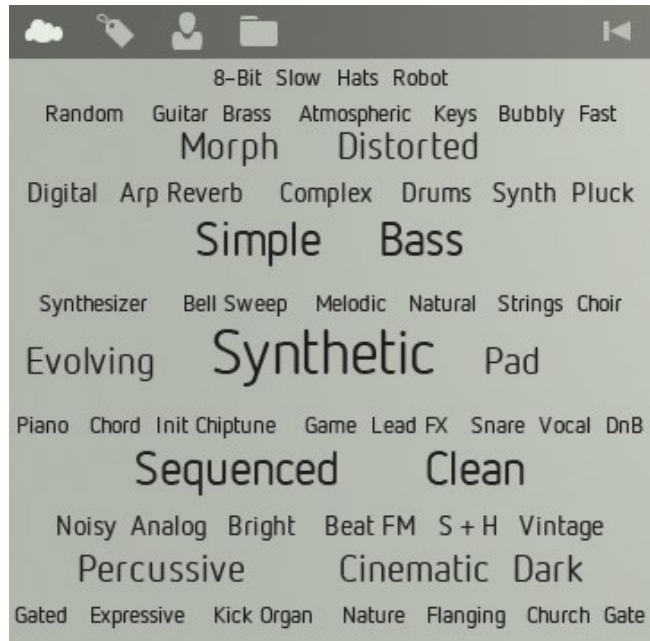 8-Bit Slow Hats Robot
Random Guitar Brass Atmospheric Keys Bubbly Fast
Morph Distorted
Digital Arp Reverb Complex Drums Synth Pluck
Simple Bass
Synthesizer Bell Sweep Melodic Natural Strings Choir
Evolving Synthetic Pad
Piano Chord Init Chiptune Game Lead FX Snare Vocal DnB
Sequenced Clean
Noisy Analog Bright Beat FM S + H Vintage
Percussive Cinematic Dark
Gated Expressive Kick Organ Nature Flanging Church Gate